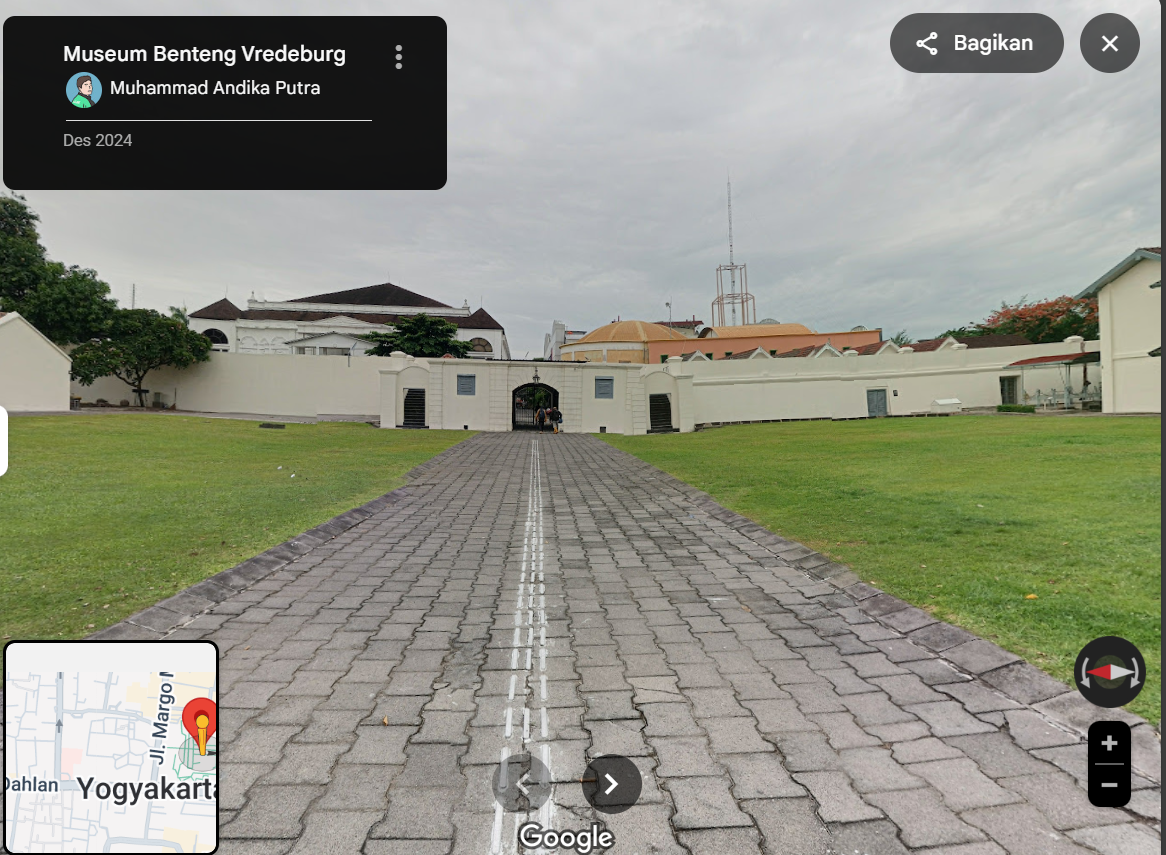 Museum Benteng Vredeburg
Muhammad Andika Putra
Des 2024
Bagikan
Jl. Margo
Dahlan
Yogyakarta
Google